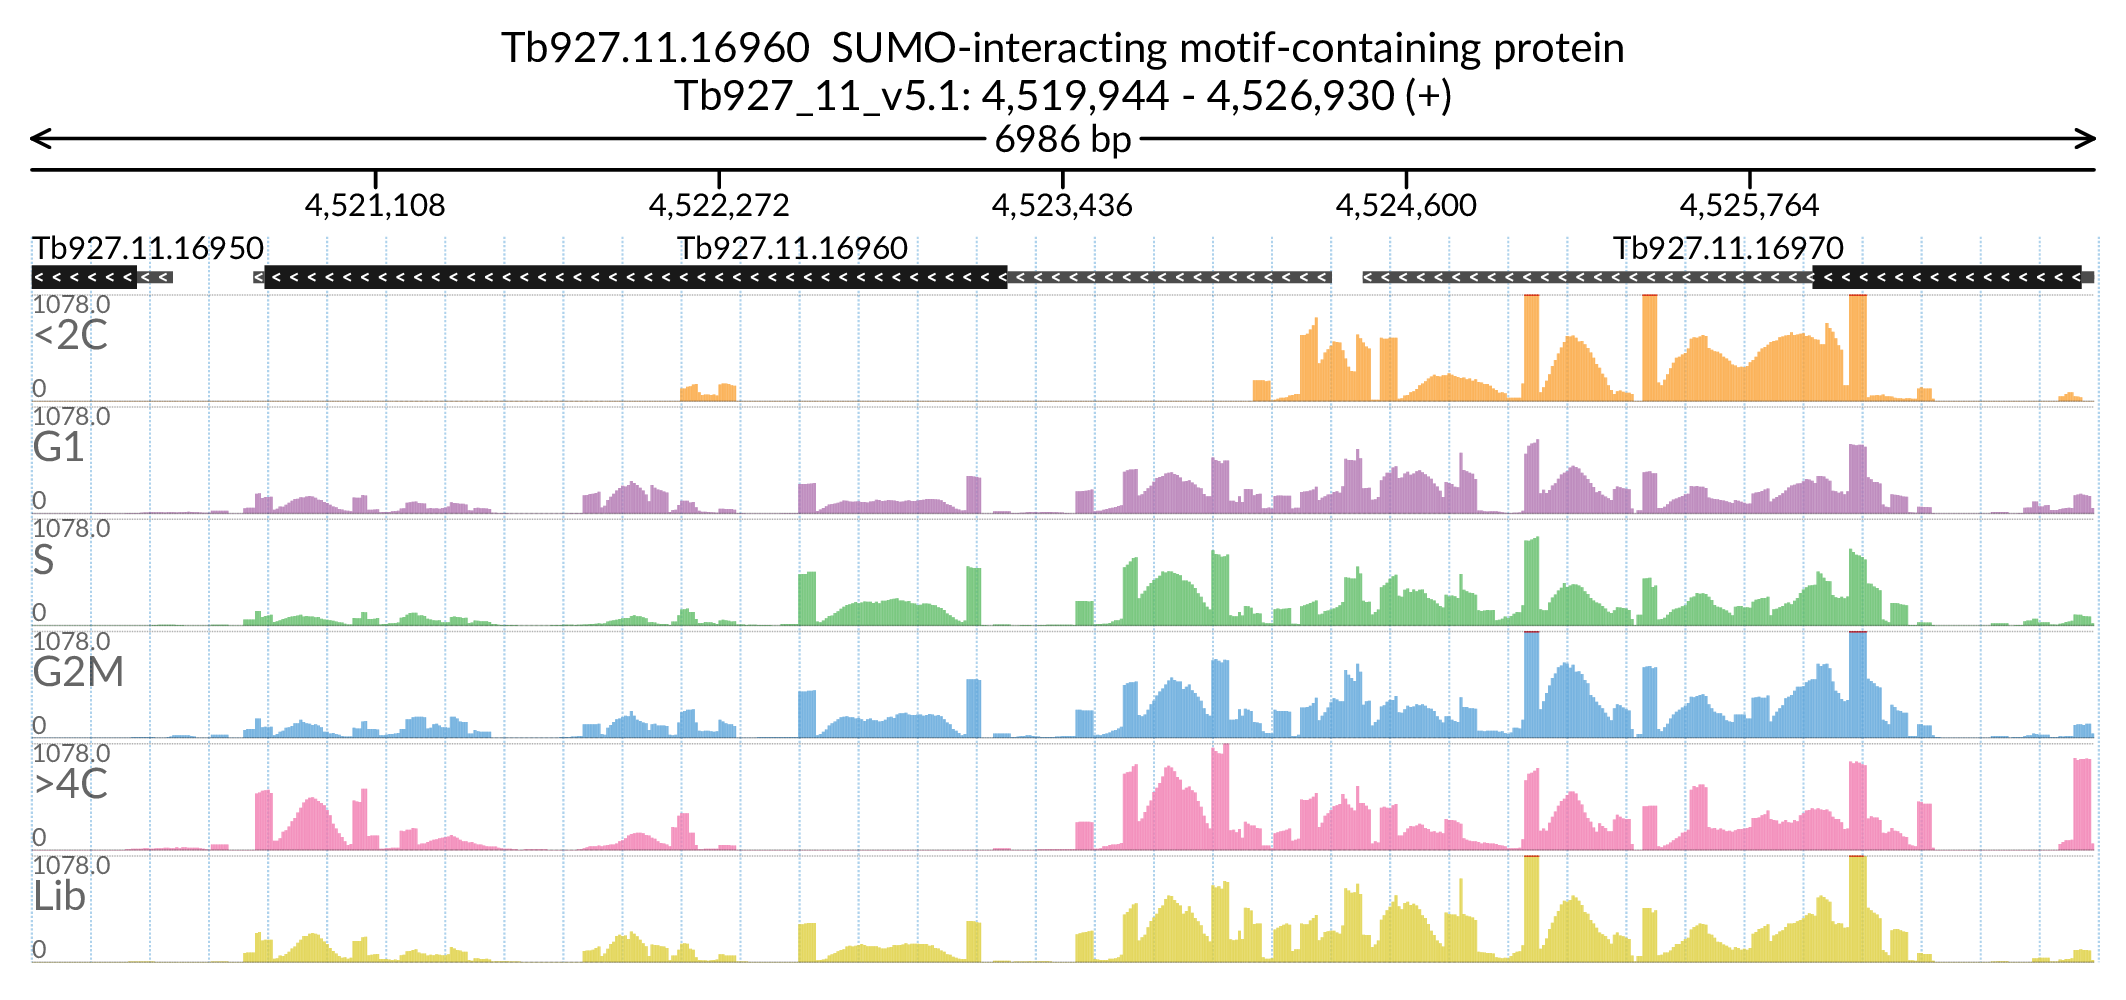 Tb927.11.16960  SUMO-interacting motif-containing protein
Tb927_11_v5.1: 4,519,944 - 4,526,930 (+)
6986 bp
4,521,108 4,522,272 4,523,436 4,524,600 4,525,764
Tb927.11.16950 Tb927.11.16960 Tb927.11.16970
1078.0
<2C
0
1078.0
G1
0
1078.0
S
0
1078.0
G2M
0
1078.0
>4C
0
1078.0
Lib
0